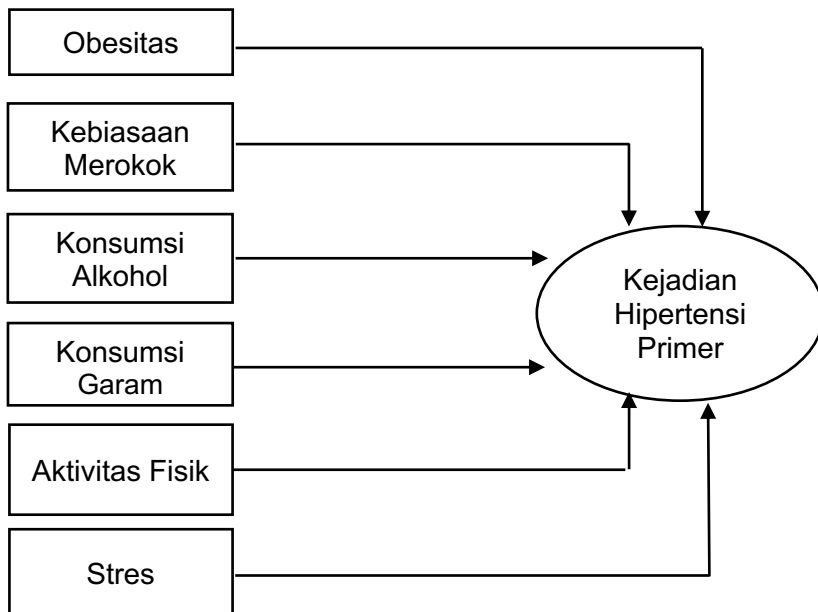 Obesitas
Kebiasaan
Merokok
Konsumsi
Alkohol
Konsumsi
Garam
Aktivitas Fisik
Stres
Kejadian
Hipertensi
Primer